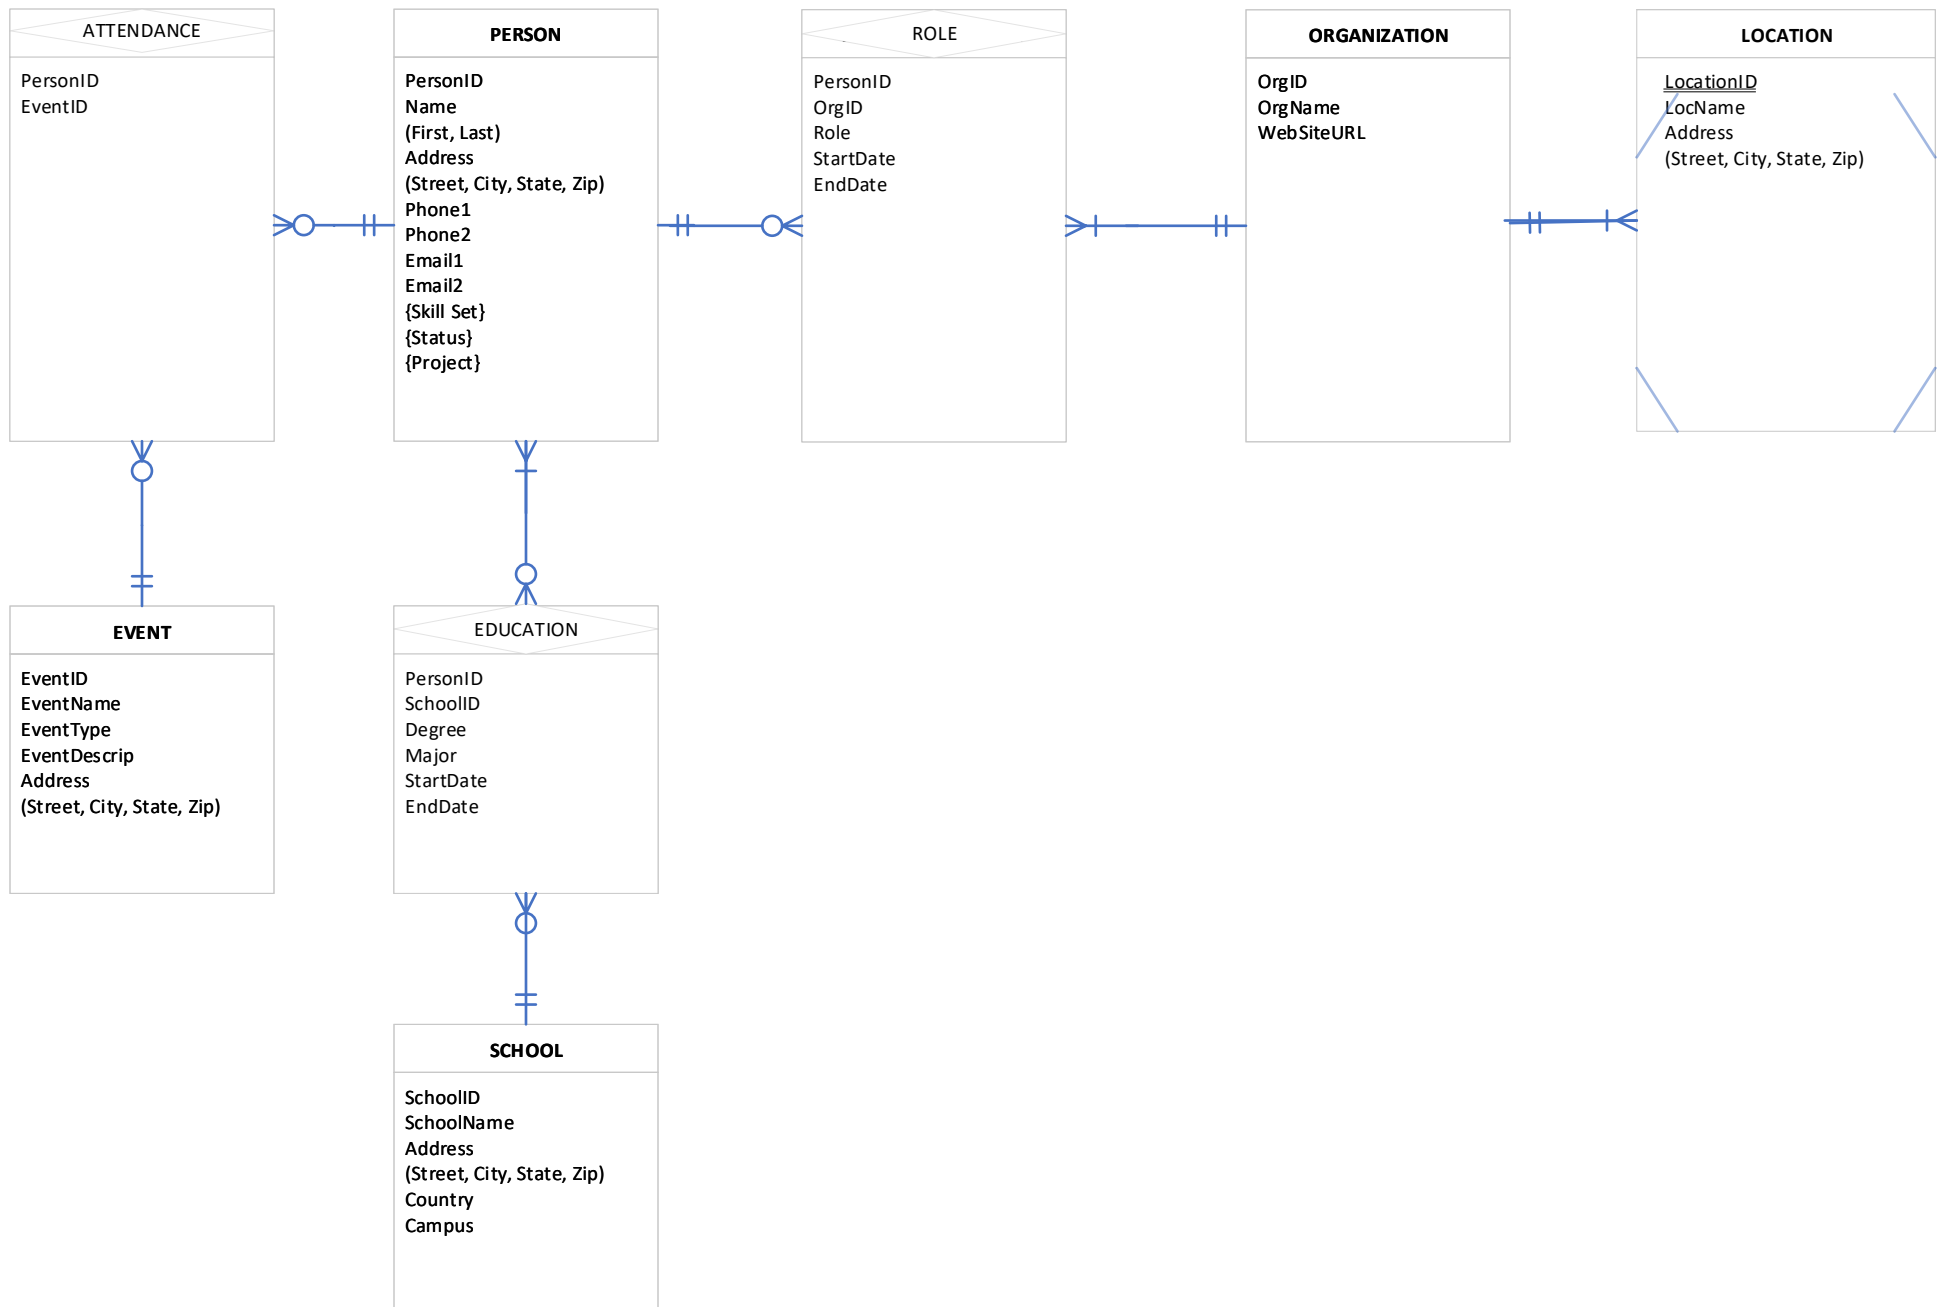 ATTENDANCE
PersonID
EventID
PERSON
PersonID
Name
(First, Last)
Address
(Street, City, State, Zip)
Phone1
Phone2
Email1
Email2
{Skill Set}
{Status}
{Project}
ROLE
PersonID
OrgID
Role
StartDate
EndDate
ORGANIZATION
OrgID
OrgName
WebSiteURL
LOCATION
LocationID
LocName
Address
(Street, City, State, Zip)
EVENT
EventID
EventName
EventType
EventDescrip
Address
(Street, City, State, Zip)
EDUCATION
PersonID
SchoolID
Degree
Major
StartDate
EndDate
SCHOOL
SchoolID
SchoolName
Address
(Street, City, State, Zip)
Country
Campus